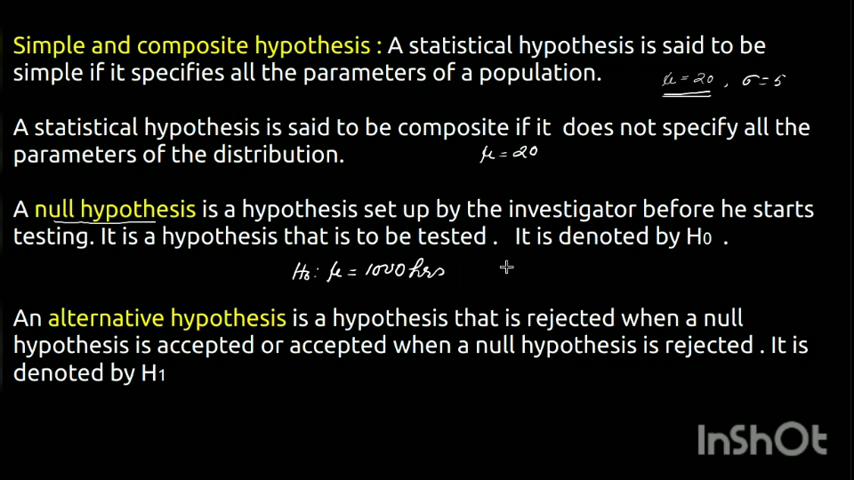 Simple and composite hypothesis : A statistical hypothesis is said to be
simple if it specifies all the parameters of a population.
μ = 20 , σ = 5
A statistical hypothesis is said to be composite if it does not specify all the
parameters of the distribution.
μ = 20
A null hypothesis is a hypothesis set up by the investigator before he starts
testing. It is a hypothesis that is to be tested . It is denoted by H0 .
H0 : μ = 1000 hrs
An alternative hypothesis is a hypothesis that is rejected when a null
hypothesis is accepted or accepted when a null hypothesis is rejected . It is
denoted by H1
InShOt